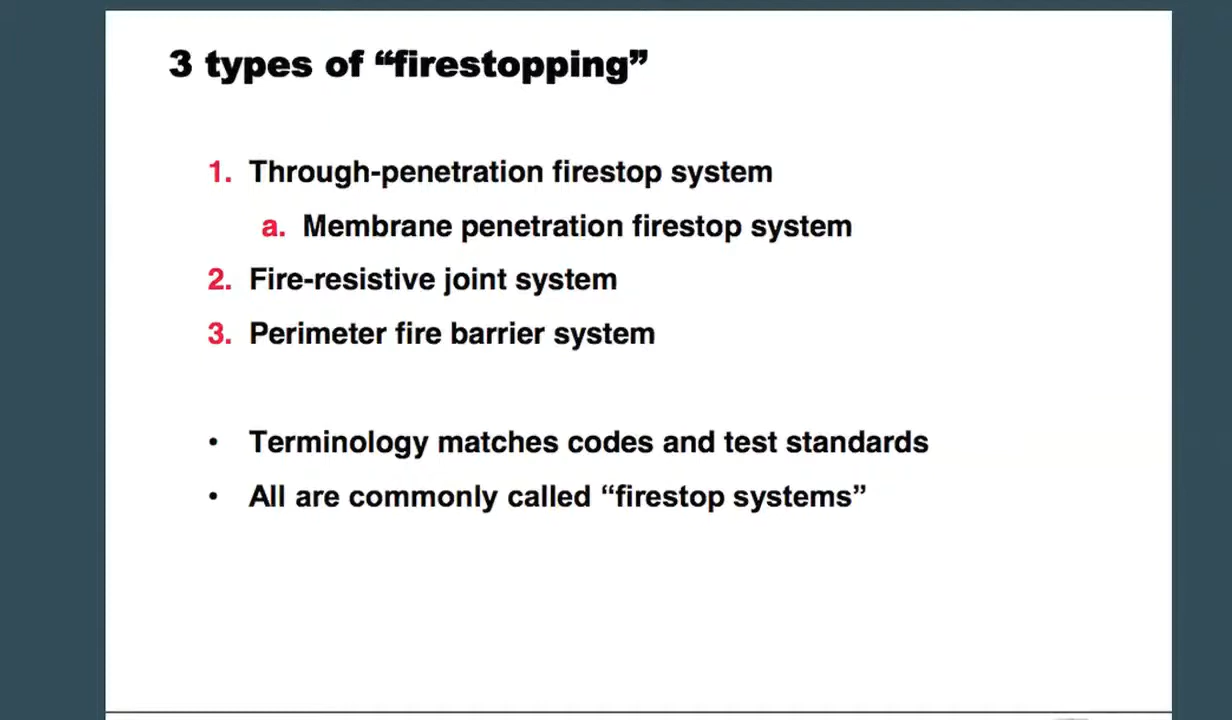 3 types of “firestopping”
1. Through-penetration firestop system
a. Membrane penetration firestop system
2. Fire-resistive joint system
3. Perimeter fire barrier system
• Terminology matches codes and test standards
• All are commonly called “firestop systems”